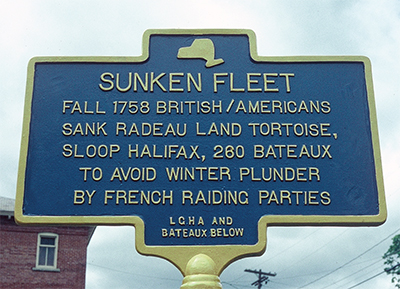 SUNKEN FLEET
FALL 1758 BRITISH/AMERICANS
SANK RADEAU LAND TORTOISE,
SLOOP HALIFAX, 260 BATEAUX
TO AVOID WINTER PLUNDER
BY FRENCH RAIDING PARTIES
L.G.H.A AND
BATEAUX BELOW